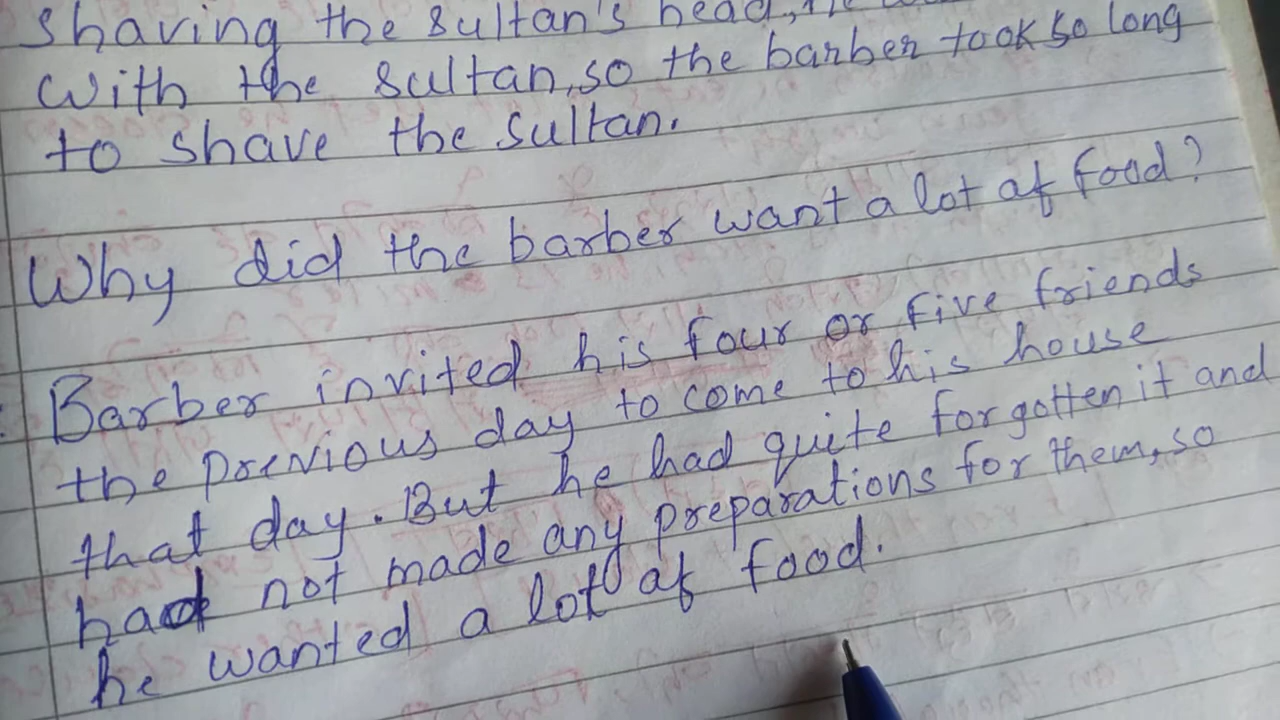 shaving the sultan's head, he
with the sultan, so the barber took so long
to shave the sultan.
Why did the barber want a lot of food?
Barber invited his four or five friends
the previous day to come to his house
that day. But he had quite forgotten it and
had not made any preparations for them, so
he wanted a lot of food.